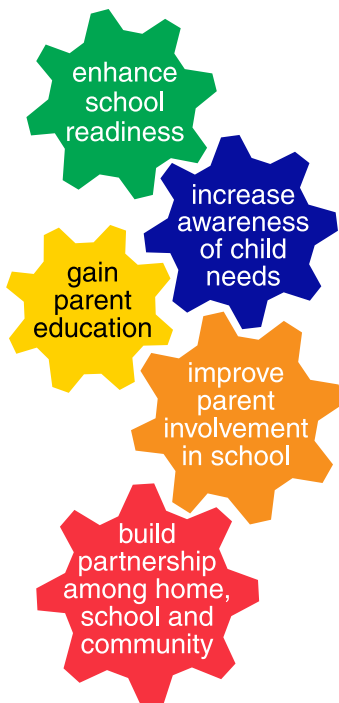 enhance
school
readiness
increase
awareness
of child
needs
gain
parent
education
improve
parent
involvement
in school
build
partnership
among home,
school and
community